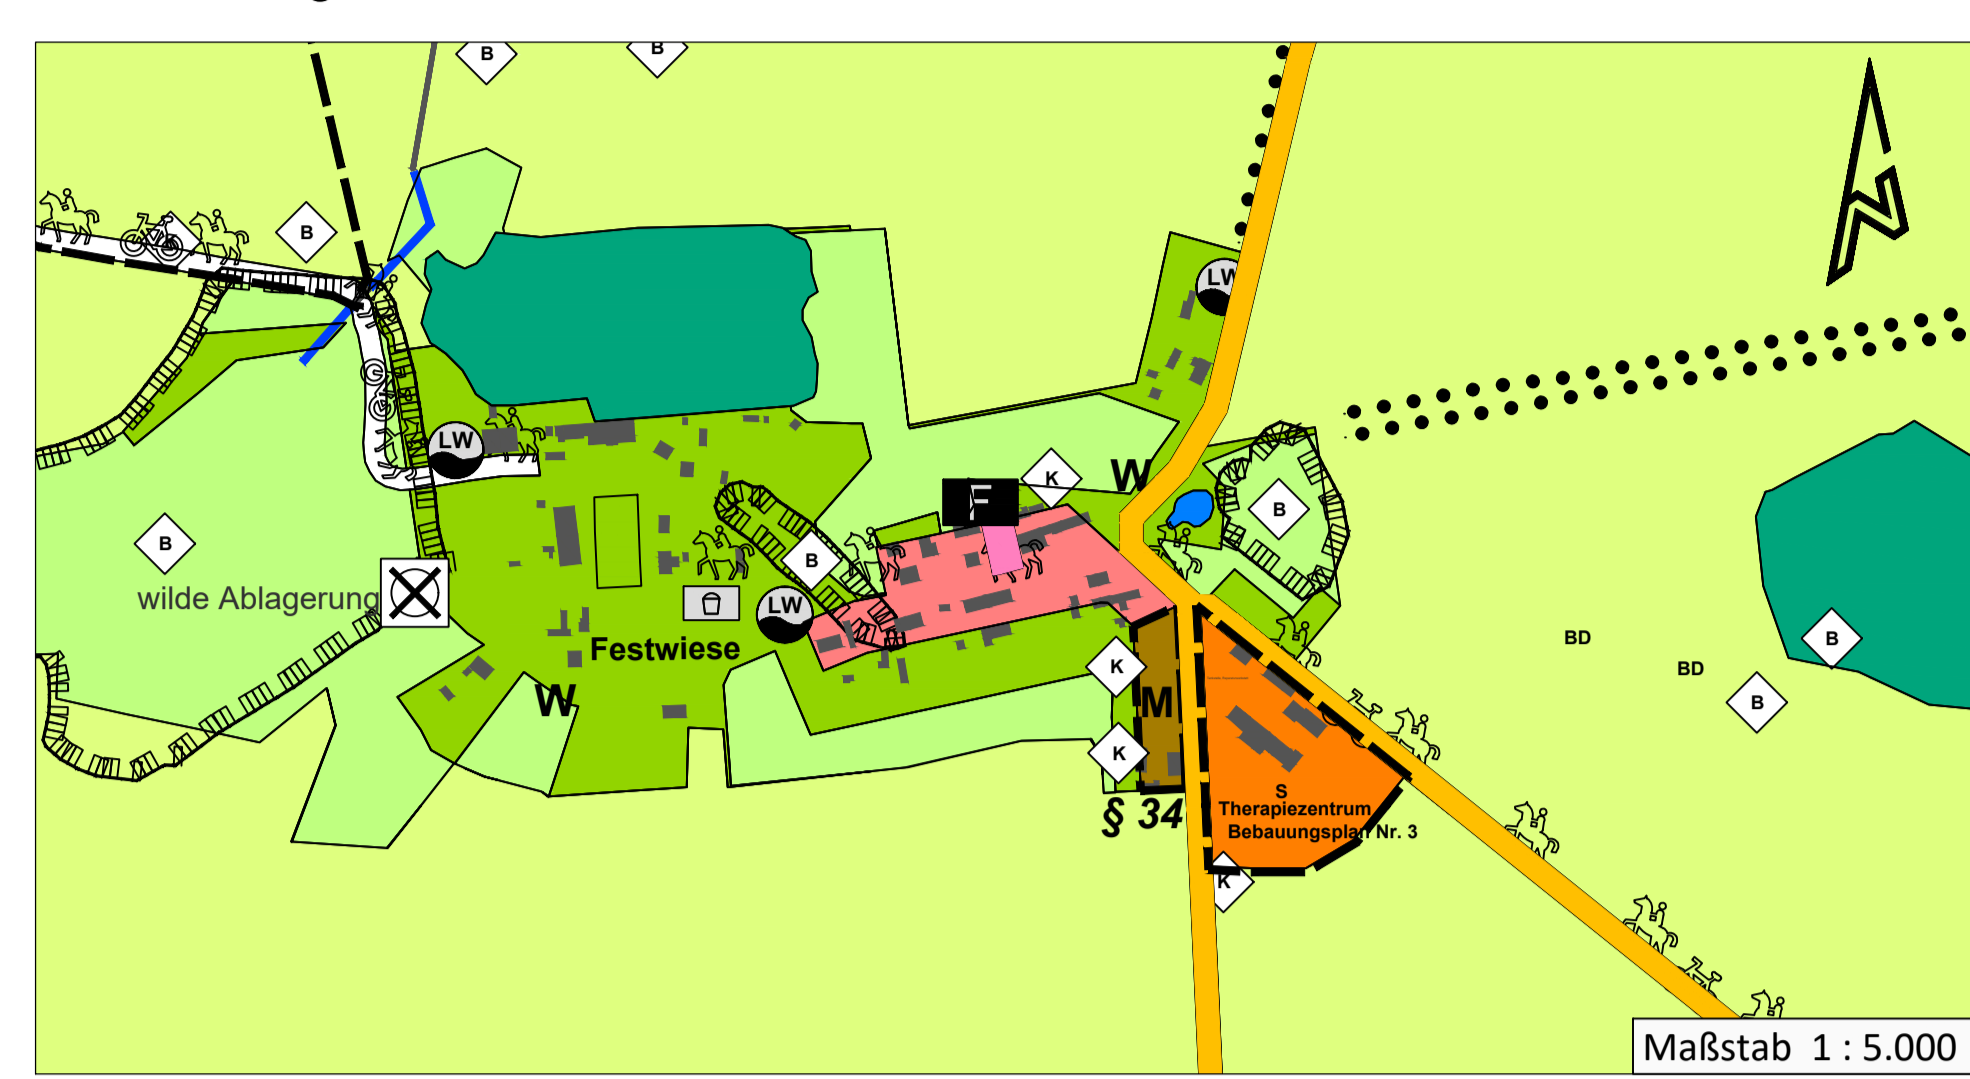 B
B
B
LW
LW
W
K
F
B
B
B
wilde Ablagerung
LW
Festwiese
BD
B
K
BD
W
M
B
K
S
§ 34
Therapiezentrum
Bebauungsplan Nr. 3
K
Maßstab 1 : 5.000